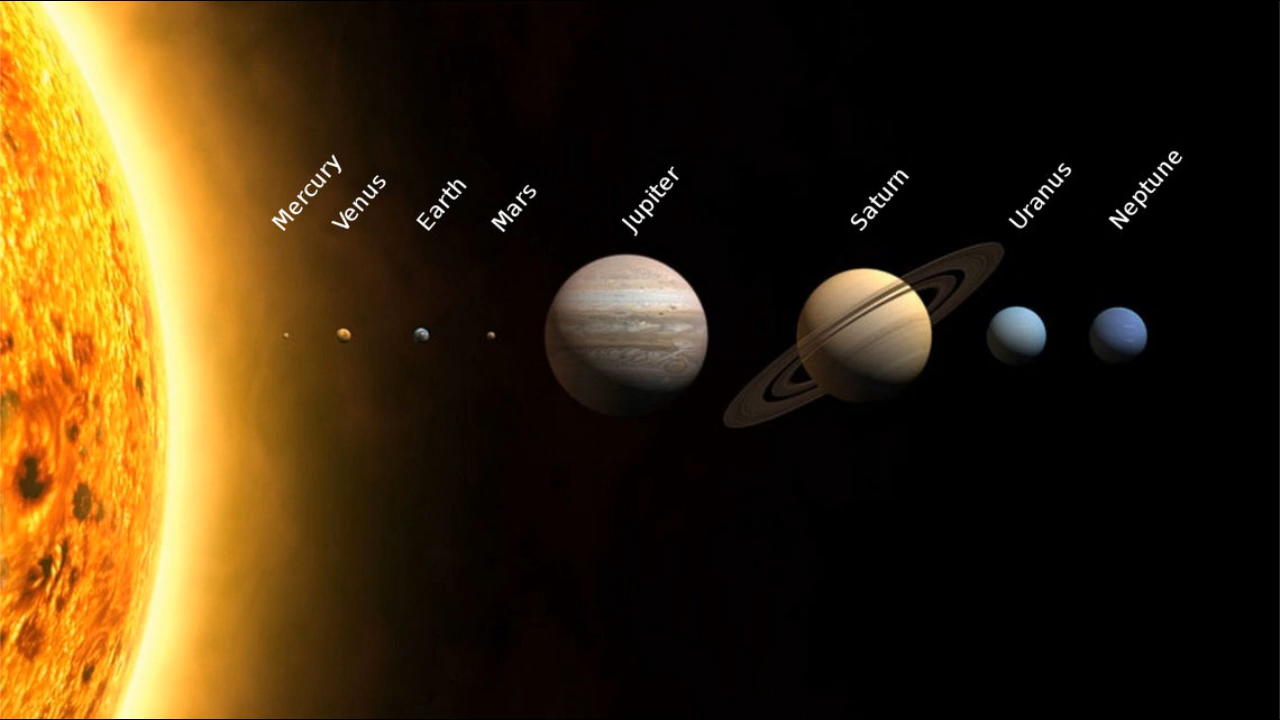 Mercury
Venus
Earth
Mars
Jupiter
Saturn
Uranus
Neptune